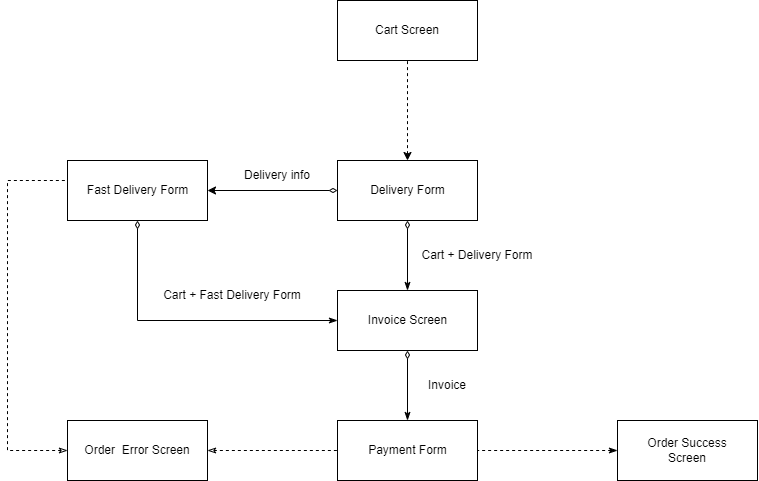 Cart Screen
Delivery info
Fast Delivery Form
Delivery Form
Cart + Delivery Form
Cart + Fast Delivery Form
Invoice Screen
Invoice
Order  Error Screen
Payment Form
Order Success
Screen